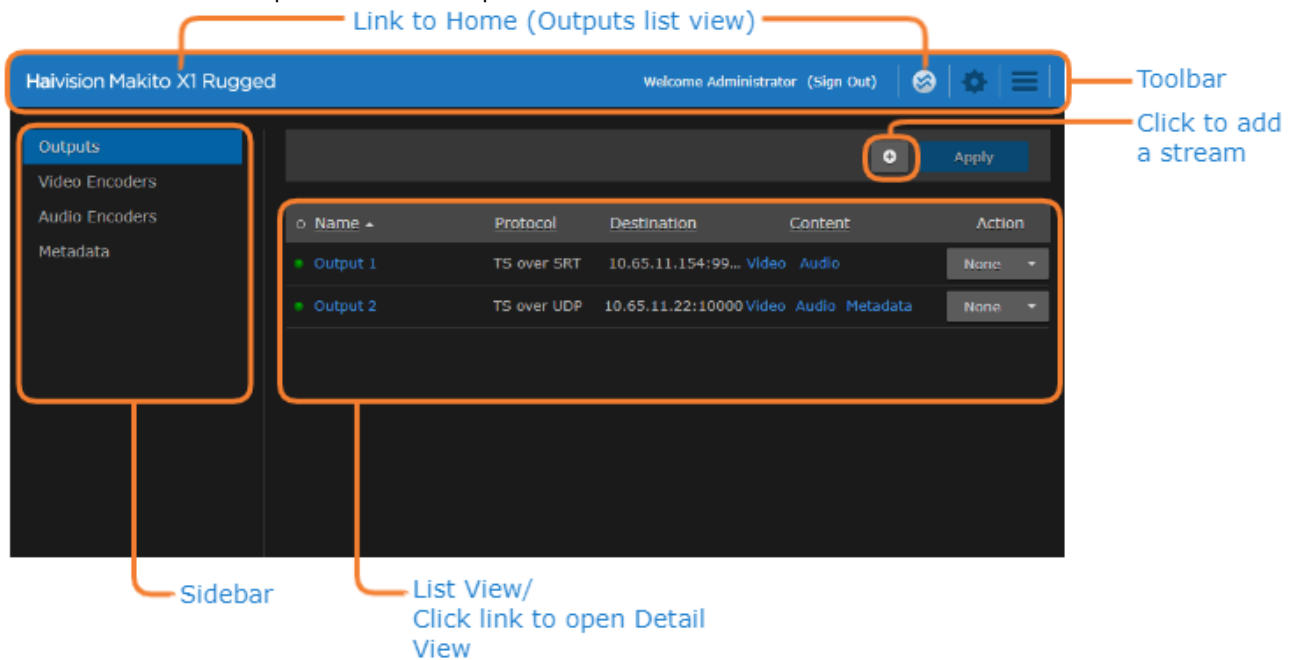 Link to Home (Outputs list view)
Haivision Makito X1 Rugged
Welcome Administrator (Sign Out)
Toolbar
Click to add
a stream
Outputs
Video Encoders
Audio Encoders
Metadata
Apply
Name Protocol Destination Content Action
Output 1 TS over SRT 10.65.11.154:99... Video Audio None
Output 2 TS over UDP 10.65.11.22:10000 Video Audio Metadata None
Sidebar
List View/
Click link to open Detail
View